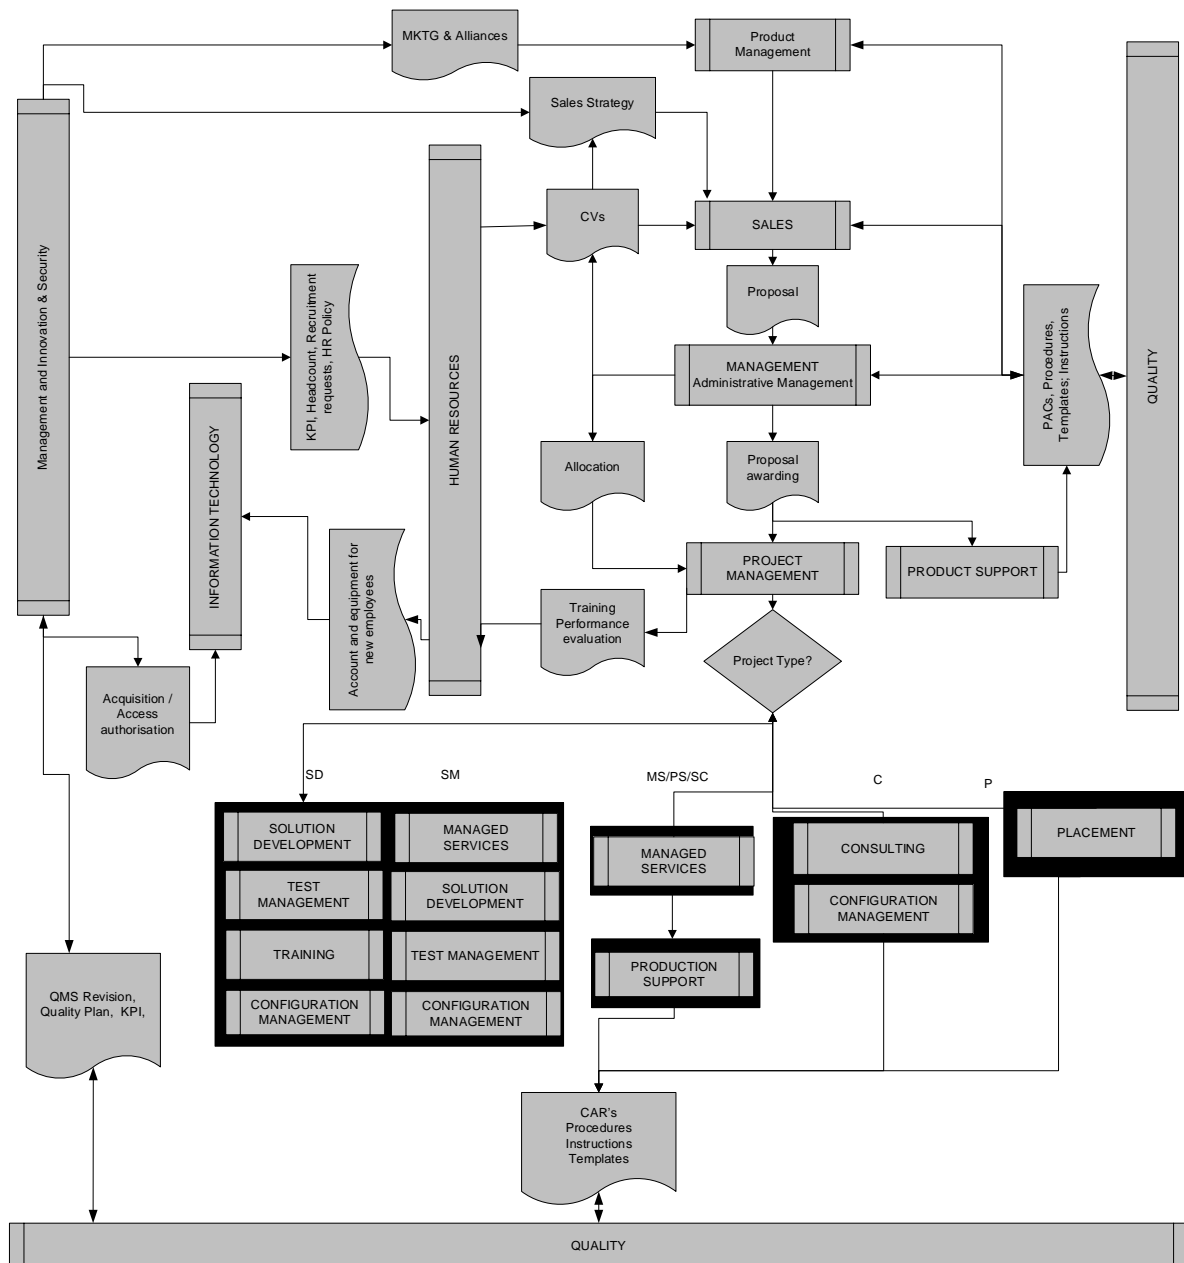 MKTG & Alliances
Product
Management
Sales Strategy
CVs
SALES
Management and Innovation & Security
KPI, Headcount, Recruitment
requests, HR Policy
HUMAN RESOURCES
Proposal
PACs, Procedures,
Templates; Instructions
QUALITY
MANAGEMENT
Administrative Management
INFORMATION TECHNOLOGY
Allocation
Proposal
awarding
Account and equipment for
new employees
PROJECT
MANAGEMENT
PRODUCT SUPPORT
Training
Performance
evaluation
Project Type?
Acquisition /
Access
authorisation
SD
SM
MS/PS/SC
C
P
SOLUTION
DEVELOPMENT
MANAGED
SERVICES
TEST
MANAGEMENT
SOLUTION
DEVELOPMENT
TRAINING
TEST MANAGEMENT
CONFIGURATION
MANAGEMENT
CONFIGURATION
MANAGEMENT
MANAGED
SERVICES
PRODUCTION
SUPPORT
CONSULTING
CONFIGURATION
MANAGEMENT
PLACEMENT
QMS Revision,
Quality Plan, KPI,
CAR's
Procedures
Instructions
Templates
QUALITY